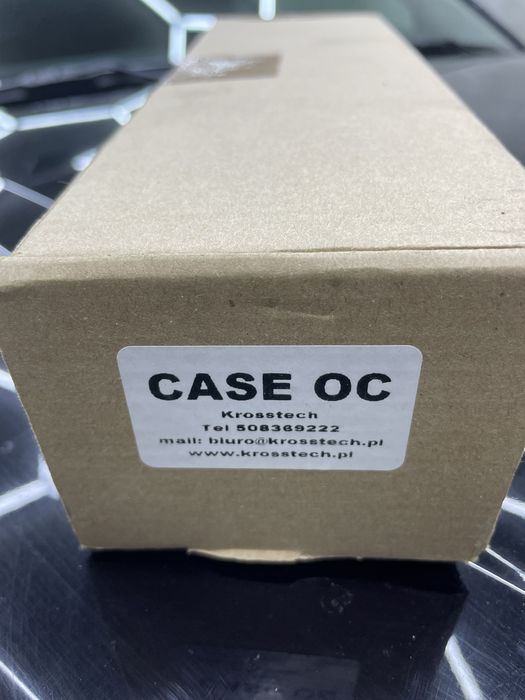 CASE OC
Krosstech
Tel 508369222
mail: biuro@krosstech.pl
www.krosstech.pl